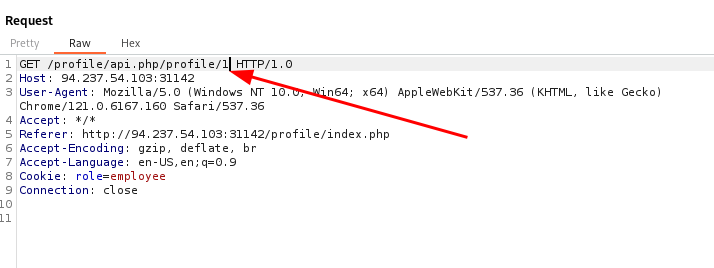 Request
Pretty Raw Hex
1 GET /profile/api.php/profile/1 HTTP/1.0
2 Host: 94.237.54.103:31142
3 User-Agent: Mozilla/5.0 (Windows NT 10.0; Win64; x64) AppleWebKit/537.36 (KHTML, like Gecko)
Chrome/121.0.6167.160 Safari/537.36
4 Accept: */*
5 Referer: http://94.237.54.103:31142/profile/index.php
6 Accept-Encoding: gzip, deflate, br
7 Accept-Language: en-US,en;q=0.9
8 Cookie: role=employee
9 Connection: close
10
11